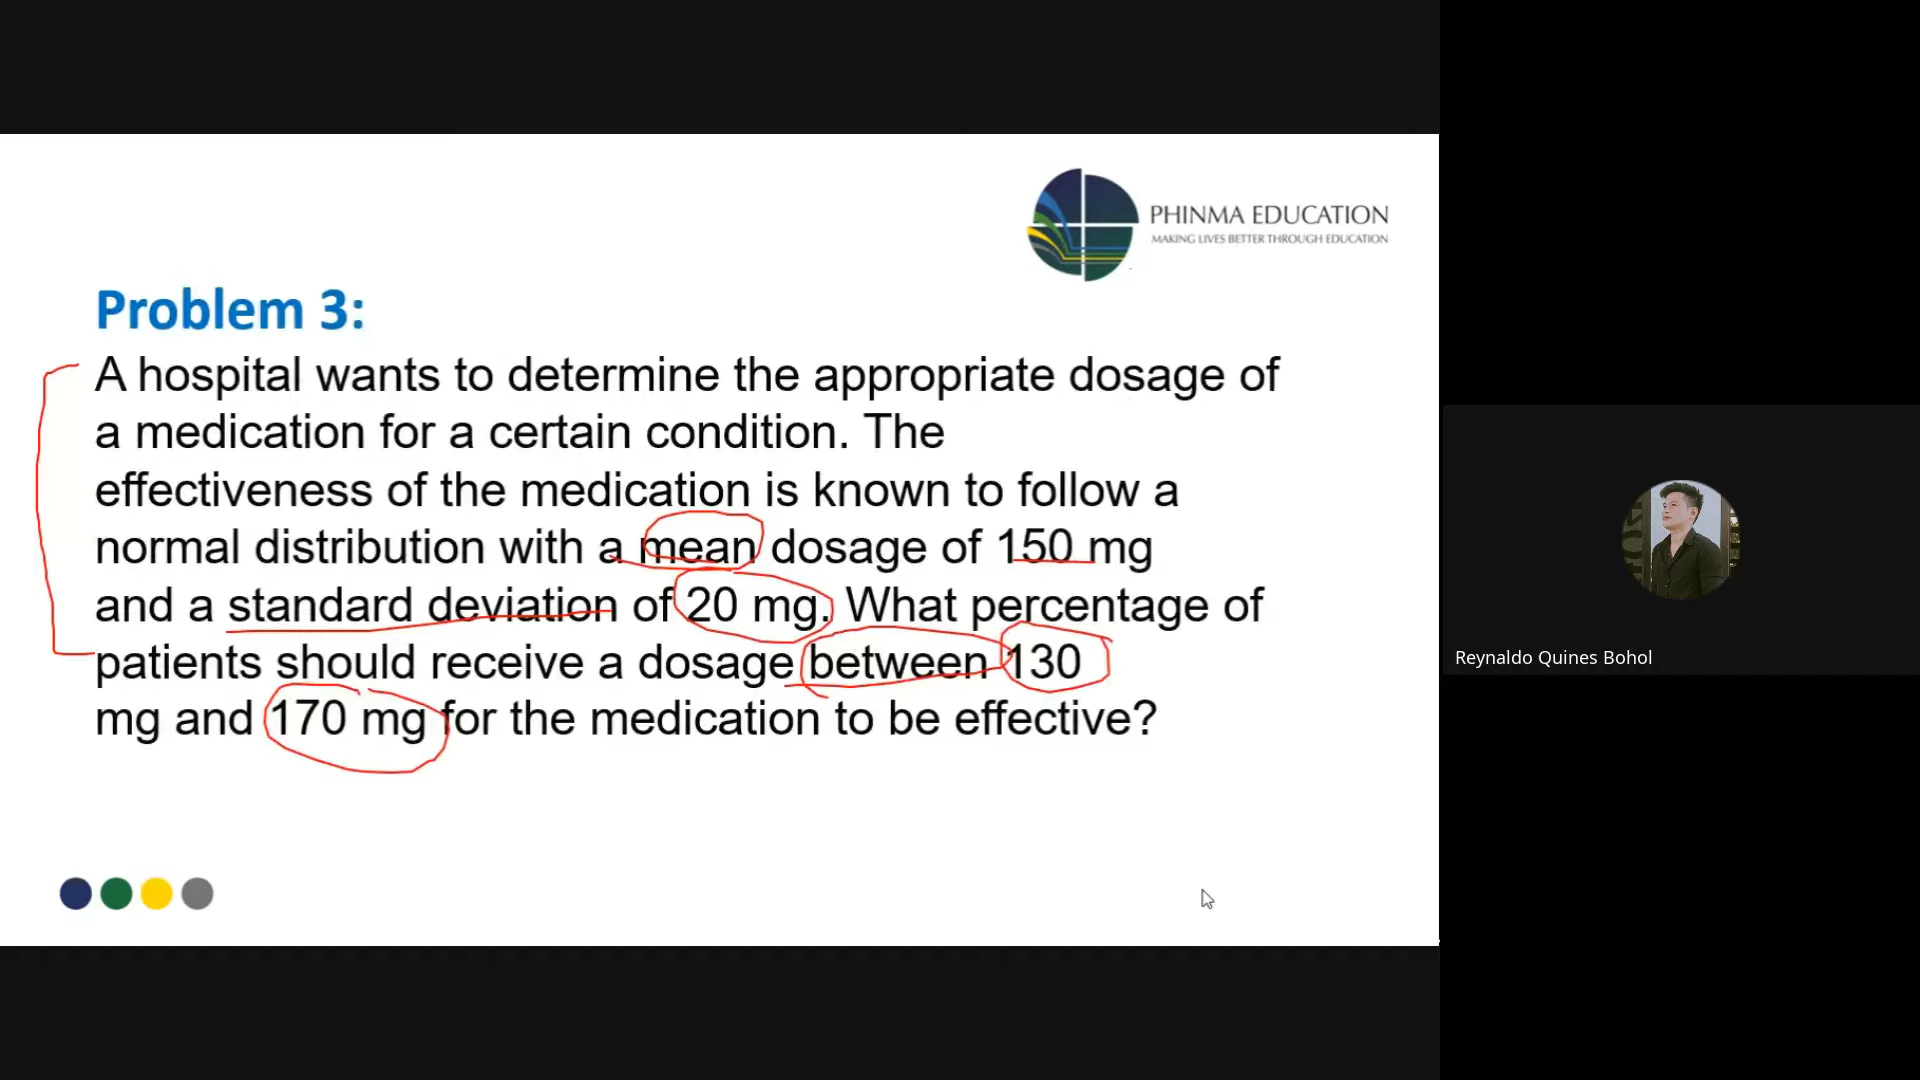 PHINMA EDUCATION
MAKING LIVES BETTER THROUGH EDUCATION
Problem 3:
A hospital wants to determine the appropriate dosage of
a medication for a certain condition. The
effectiveness of the medication is known to follow a
normal distribution with a mean dosage of 150 mg
and a standard deviation of 20 mg. What percentage of
patients should receive a dosage between 130
mg and 170 mg for the medication to be effective?
Reynaldo Quines Bohol